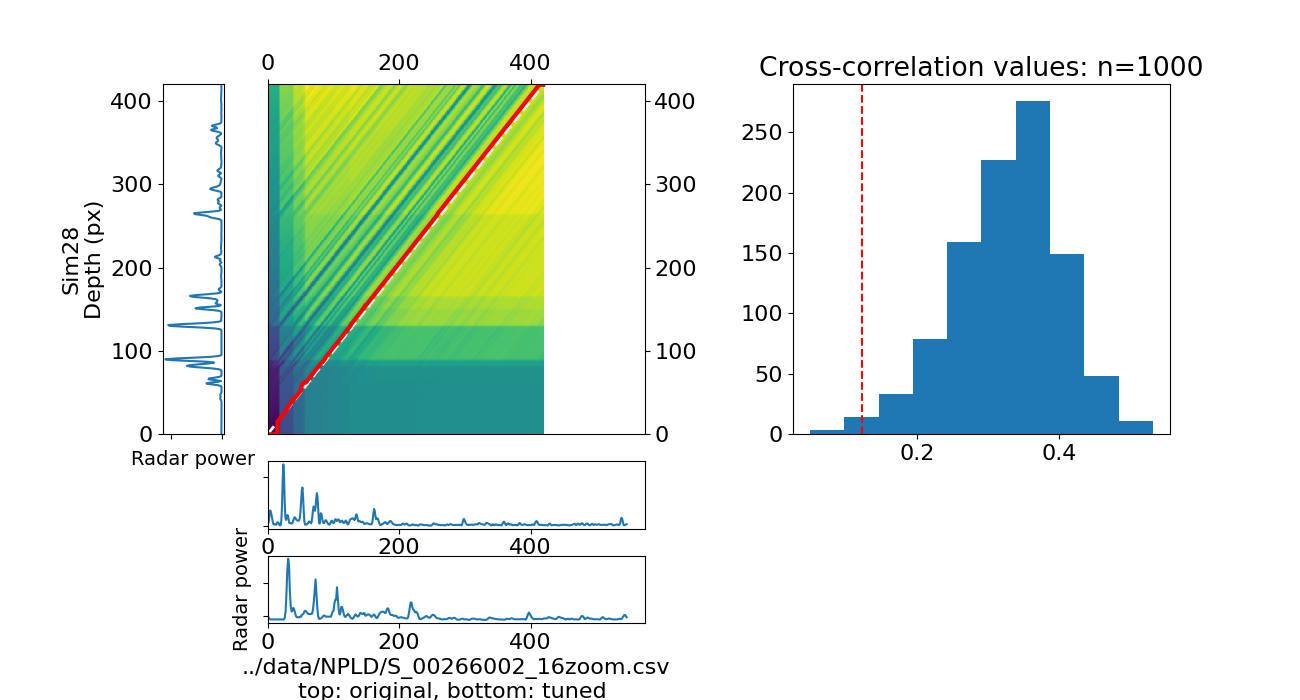 0 200 400
Cross-correlation values: n=1000
400
300
200
100
0
Sim28
Depth (px)
400
300
200
100
0
250
200
150
100
50
0
0.2 0.4
Radar power
0 200 400
Radar power
0 200 400
../data/NPLD/S_00266002_16zoom.csv
top: original, bottom: tuned